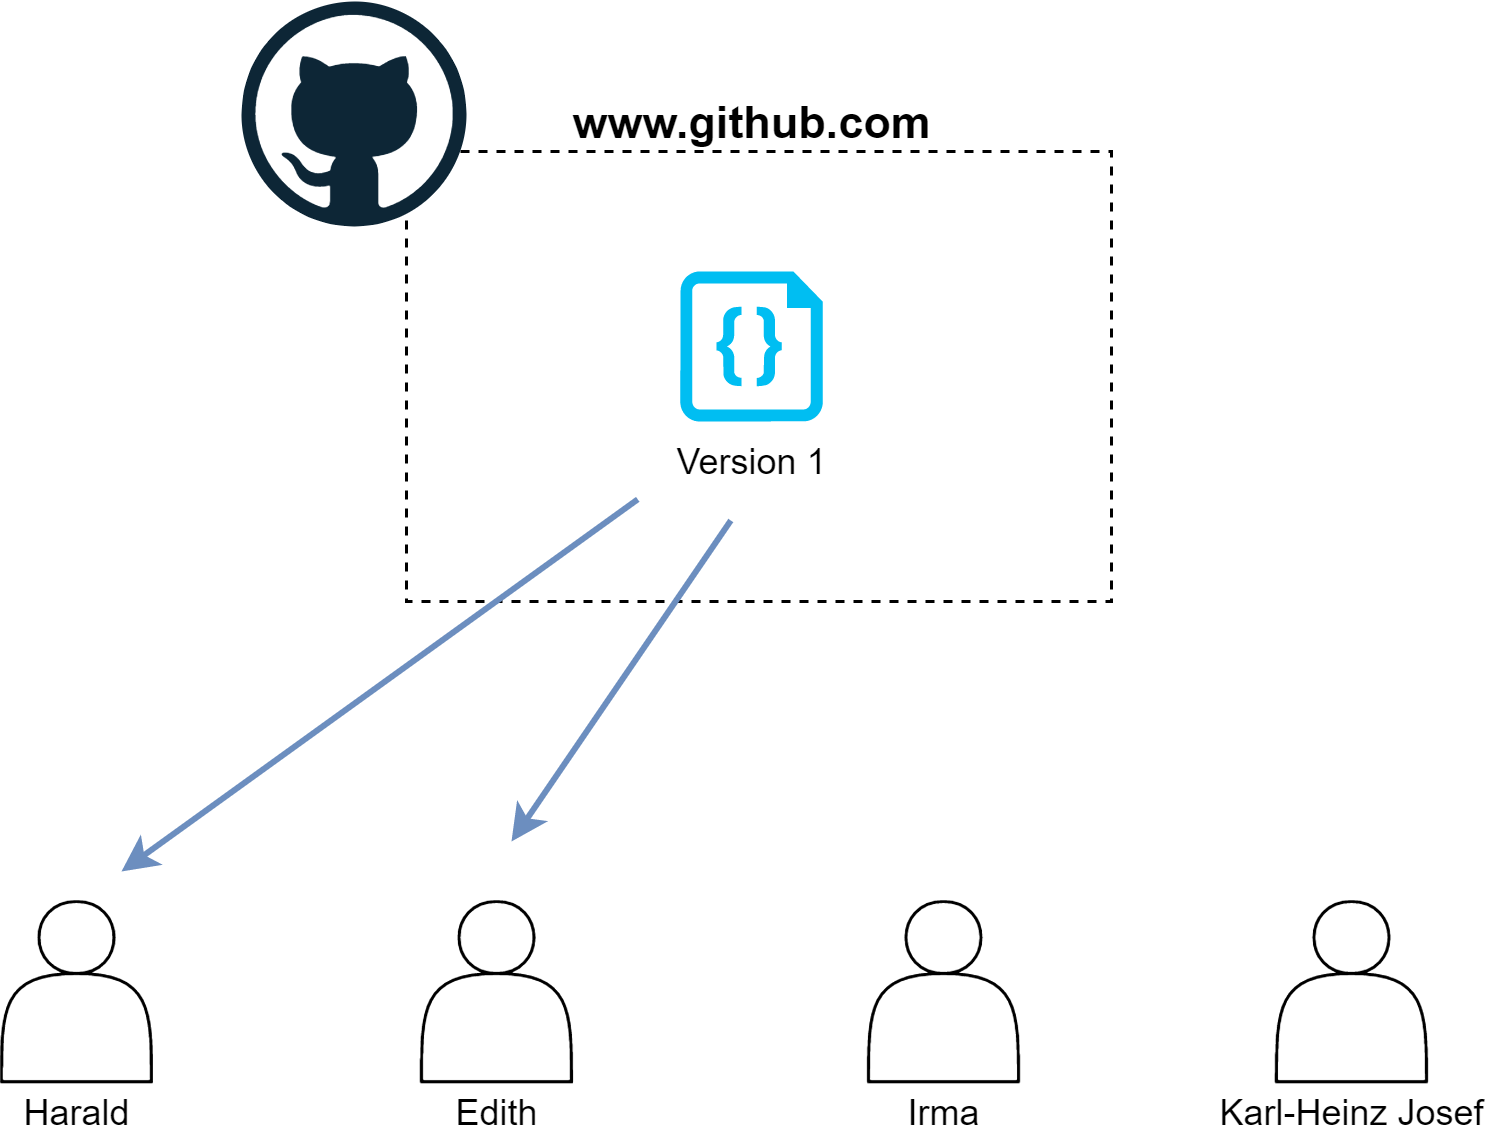 www.github.com
{}
Version 1
Harald
Edith
Irma
Karl-Heinz Josef